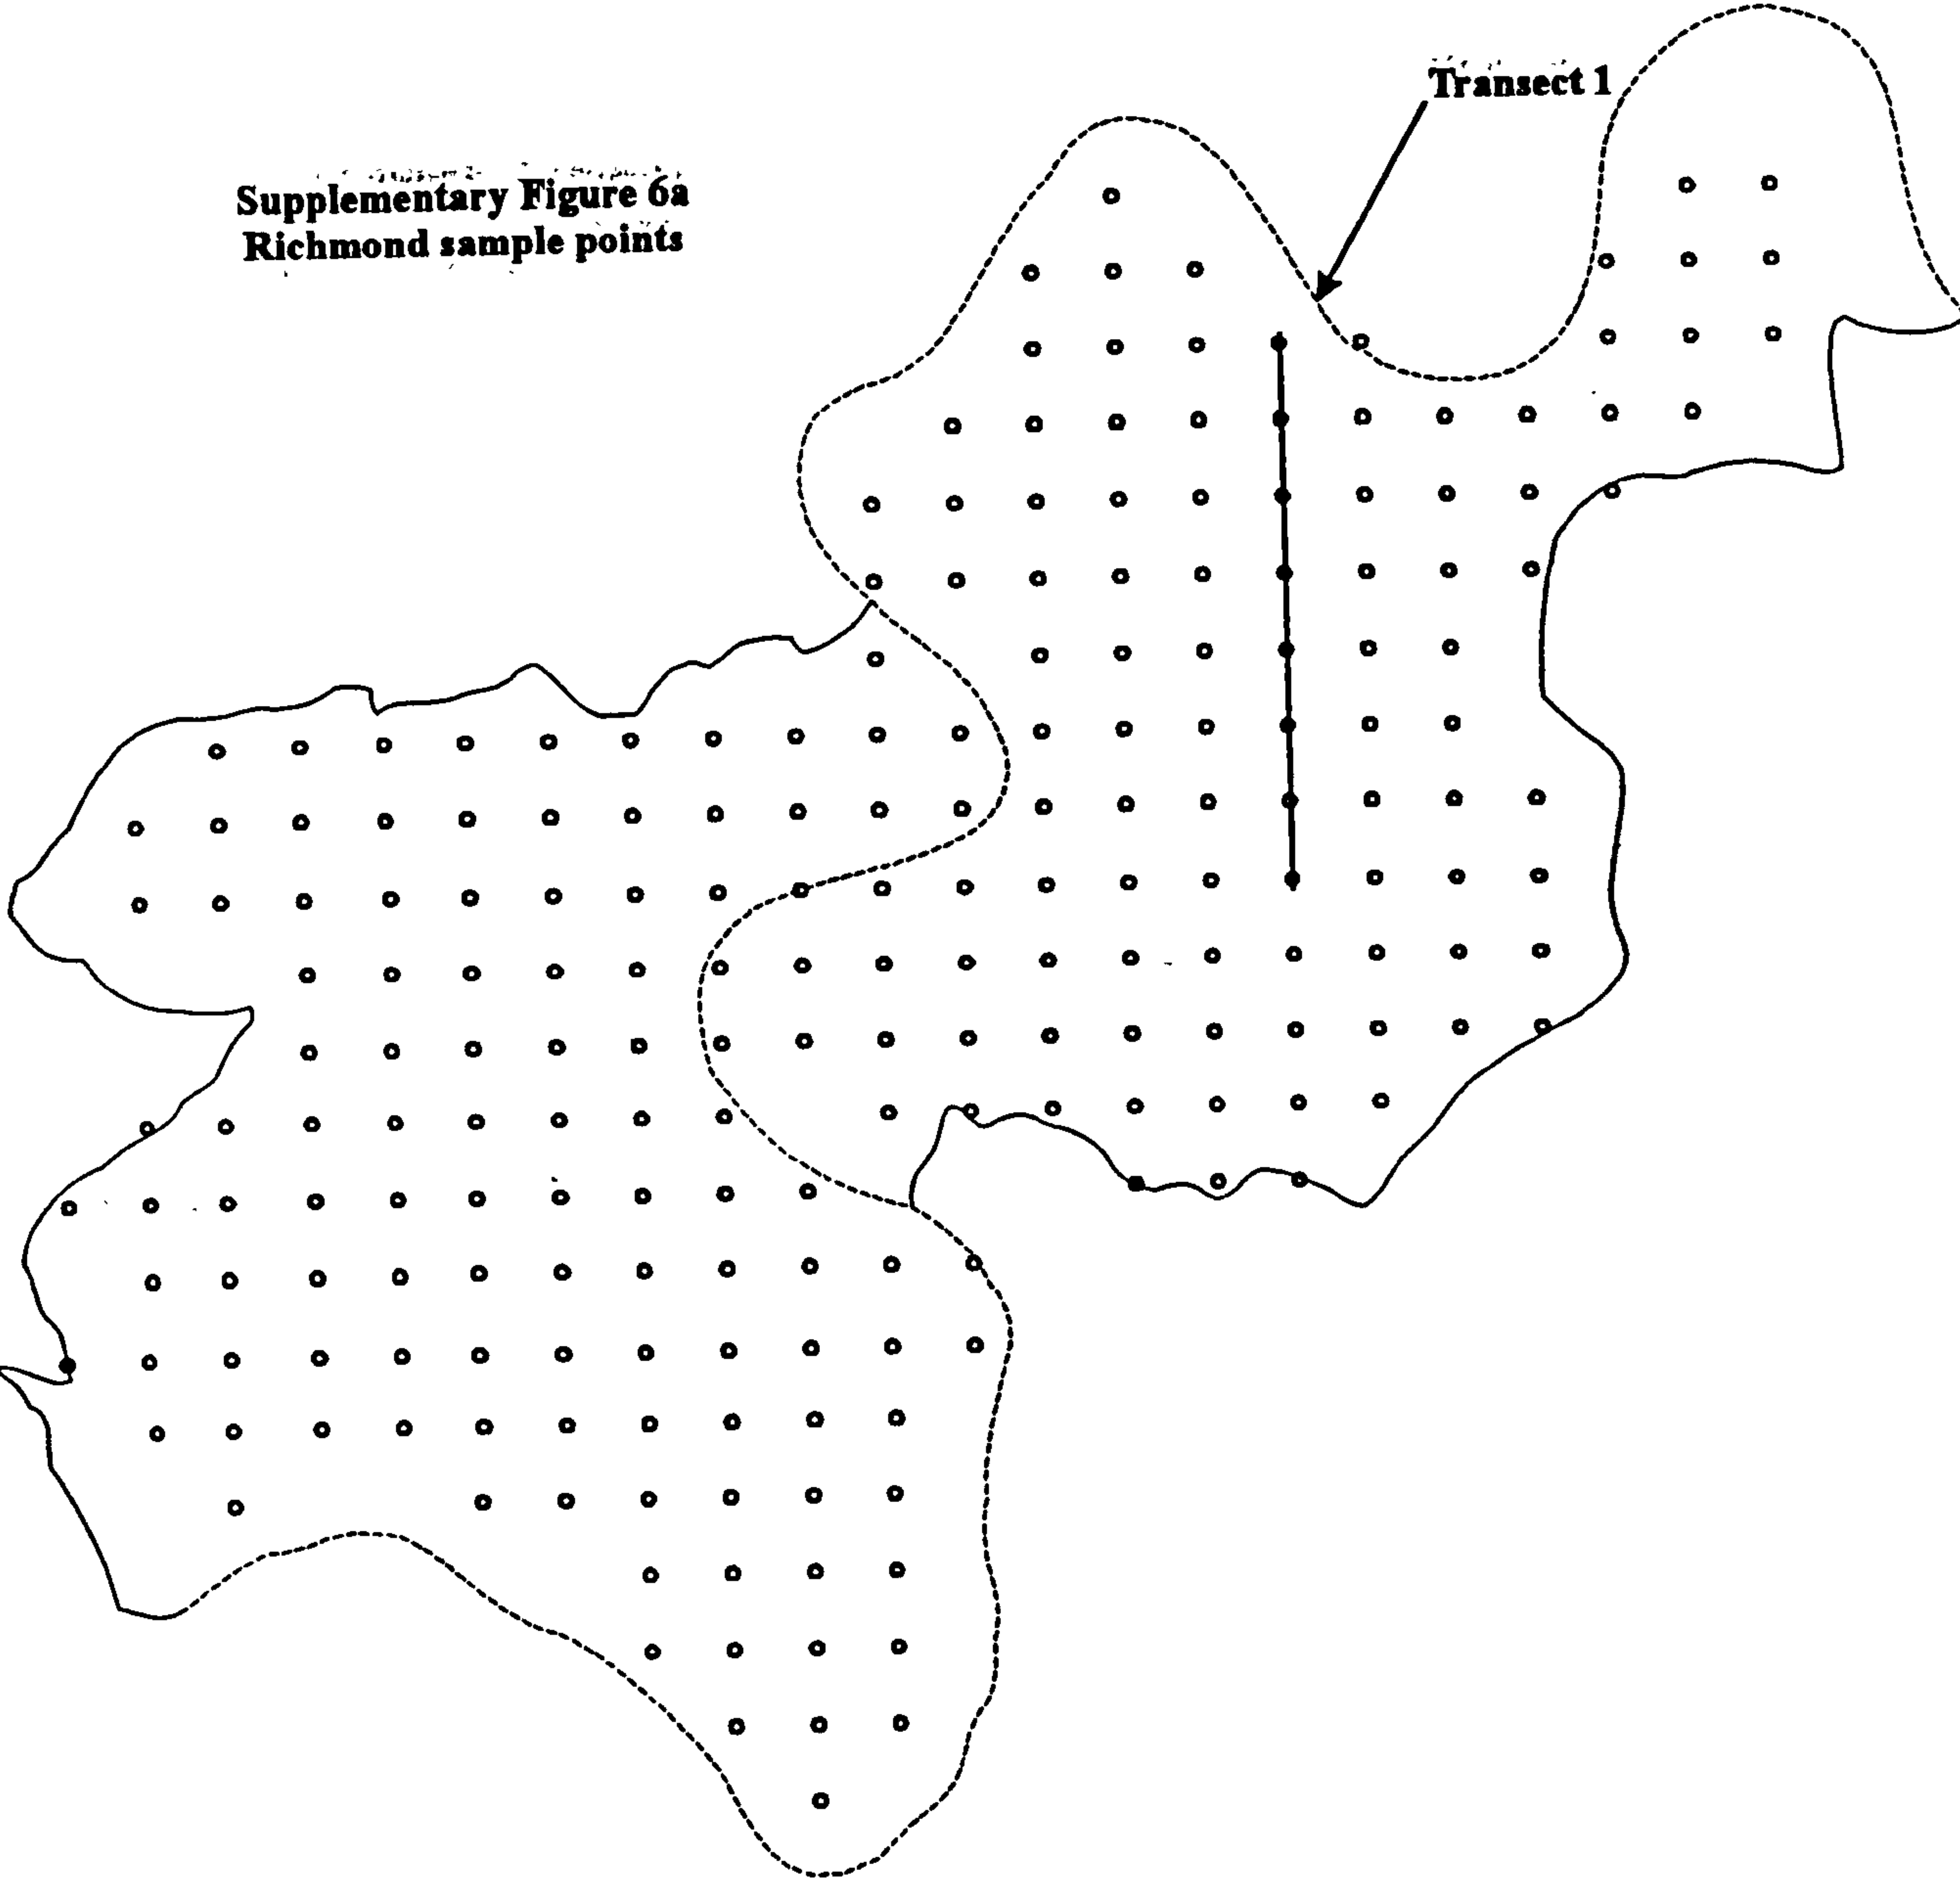 Transect 1
Supplementary Figure 6a
Richmond sample points